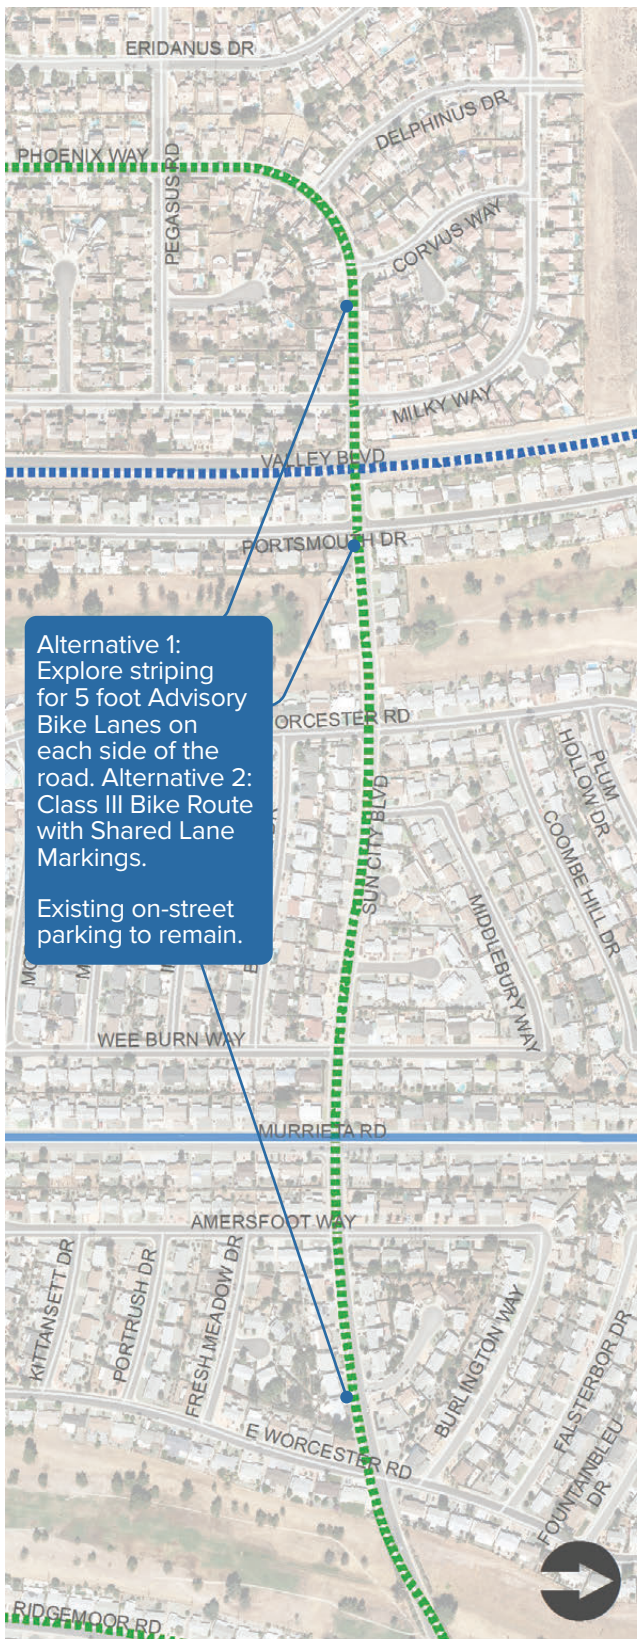 ERIDANUS DR
DELPHINUS DR
PHOENIX WAY
PEGASUS RD
CORVUS WAY
MILKY WAY
VALLEY BLVD
PORTSMOUTH DR
Alternative 1:
Explore striping
for 5 foot Advisory
Bike Lanes on
each side of the
road. Alternative 2:
Class III Bike Route
with Shared Lane
Markings.
Existing on-street
parking to remain.
ORCESTER RD
PLUM
HOLLOW DR
COOMBE HILL DR
SUN CITY BLVD
MIDDLEBURY WAY
WEE BURN WAY
MURRIETA RD
AMERSFOOT WAY
KITTANSETT DR
PORTRUSH DR
FRESH MEADOW DR
BURLINGTON WAY
FALSTERBOR DR
FOUNTAINBLEU
DR
E WORCESTER RD
RIDGEMOOR RD